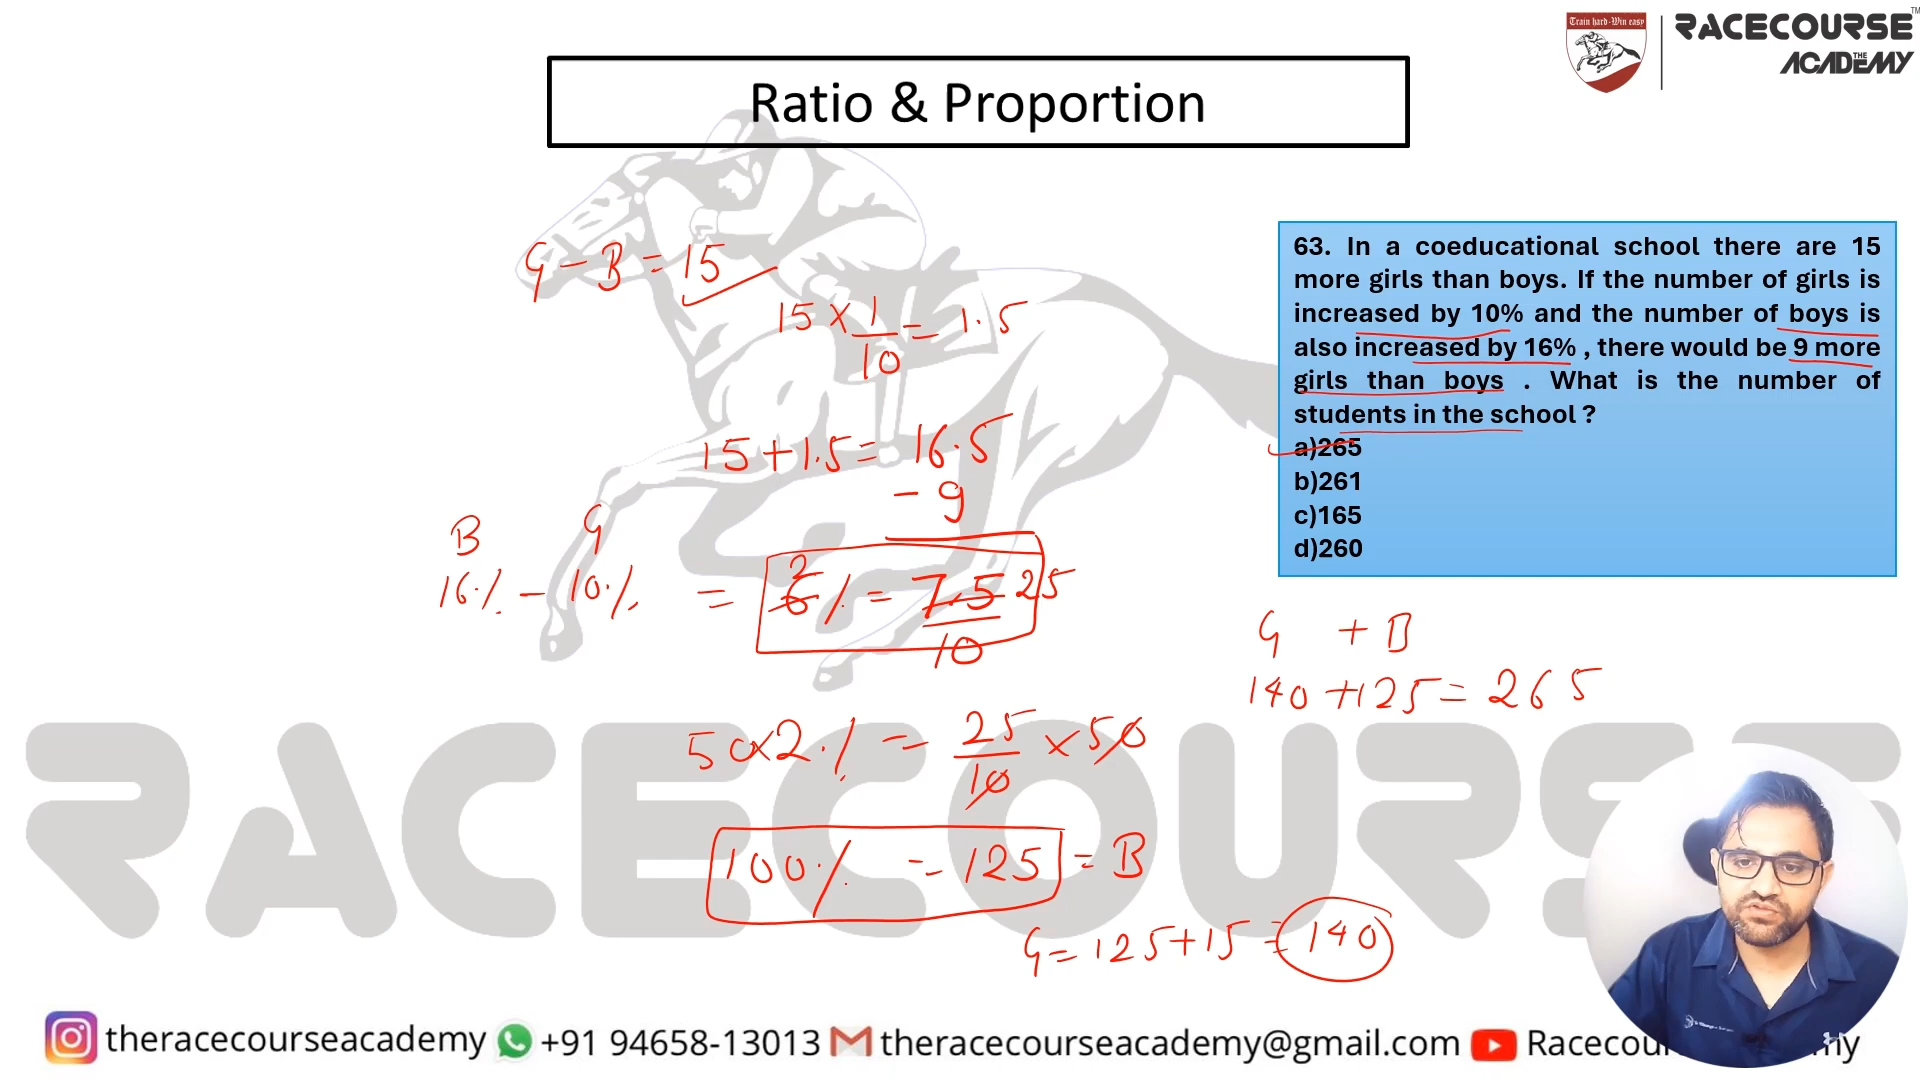 Train hard-Win easy
RACECOURSE TM
THE ACADEMY
Ratio & Proportion
G - B = 15
15 × 1/10 = 1.5
15 + 1.5 = 16.5
- 9
B G
16% - 10% = 6% = 7.5 25
2
10
50×2% = 25/10 × 50
100% = 125 = B
G = 125 + 15 = 140
63. In a coeducational school there are 15
more girls than boys. If the number of girls is
increased by 10% and the number of boys is
also increased by 16% , there would be 9 more
girls than boys . What is the number of
students in the school ?
a)265
b)261
c)165
d)260
G + B
140 + 125 = 265
RACECOURSE
theracecourseacademy +91 94658-13013 theracecourseacademy@gmail.com